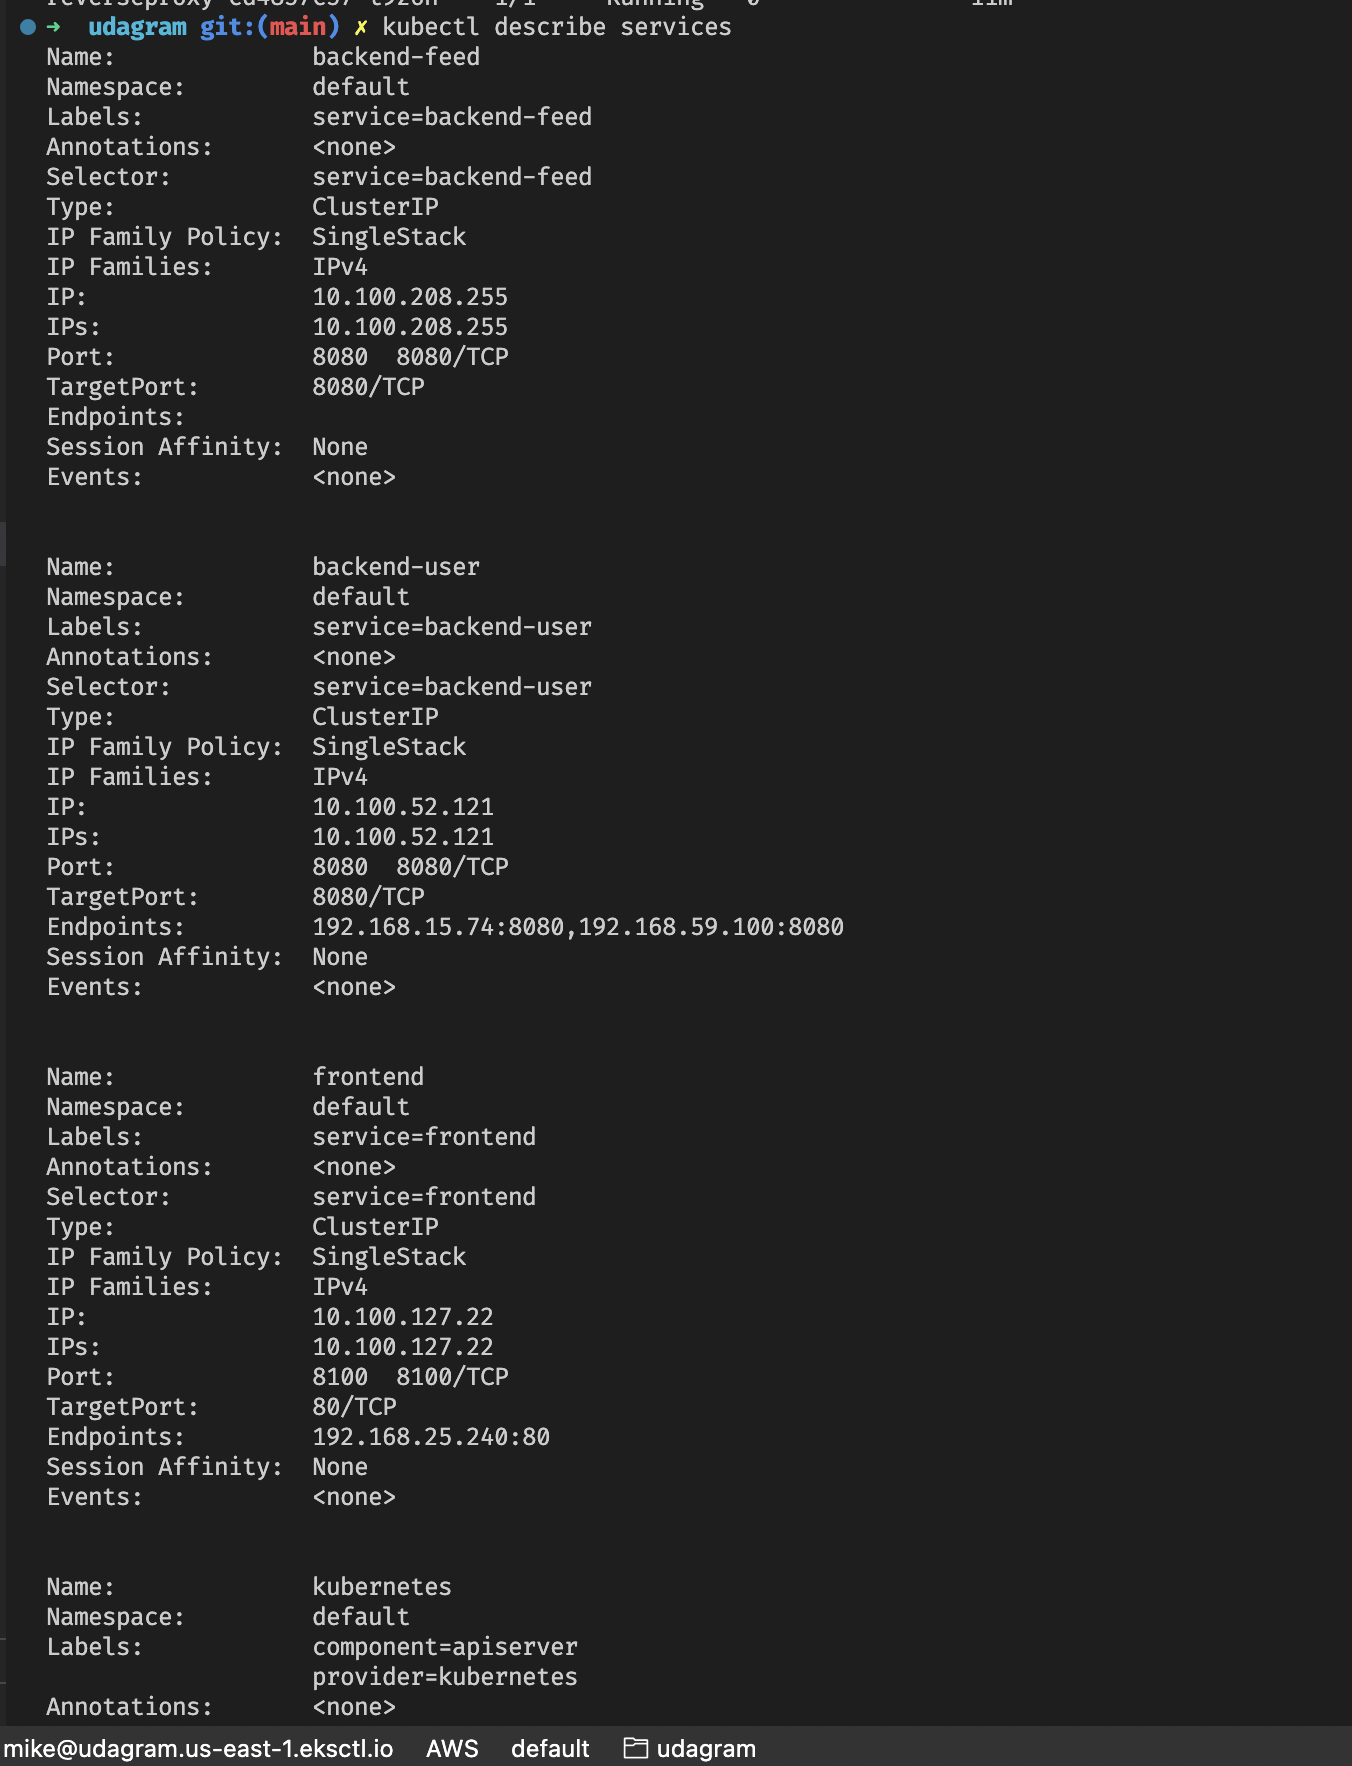 ➜ udagram git:(main) ✗ kubectl describe services
Name: backend-feed
Namespace: default
Labels: service=backend-feed
Annotations: <none>
Selector: service=backend-feed
Type: ClusterIP
IP Family Policy: SingleStack
IP Families: IPv4
IP: 10.100.208.255
IPs: 10.100.208.255
Port: 8080 8080/TCP
TargetPort: 8080/TCP
Endpoints:
Session Affinity: None
Events: <none>
Name: backend-user
Namespace: default
Labels: service=backend-user
Annotations: <none>
Selector: service=backend-user
Type: ClusterIP
IP Family Policy: SingleStack
IP Families: IPv4
IP: 10.100.52.121
IPs: 10.100.52.121
Port: 8080 8080/TCP
TargetPort: 8080/TCP
Endpoints: 192.168.15.74:8080,192.168.59.100:8080
Session Affinity: None
Events: <none>
Name: frontend
Namespace: default
Labels: service=frontend
Annotations: <none>
Selector: service=frontend
Type: ClusterIP
IP Family Policy: SingleStack
IP Families: IPv4
IP: 10.100.127.22
IPs: 10.100.127.22
Port: 8100 8100/TCP
TargetPort: 80/TCP
Endpoints: 192.168.25.240:80
Session Affinity: None
Events: <none>
Name: kubernetes
Namespace: default
Labels: component=apiserver
provider=kubernetes
Annotations: <none>
mike@udagram.us-east-1.eksctl.io AWS default udagram